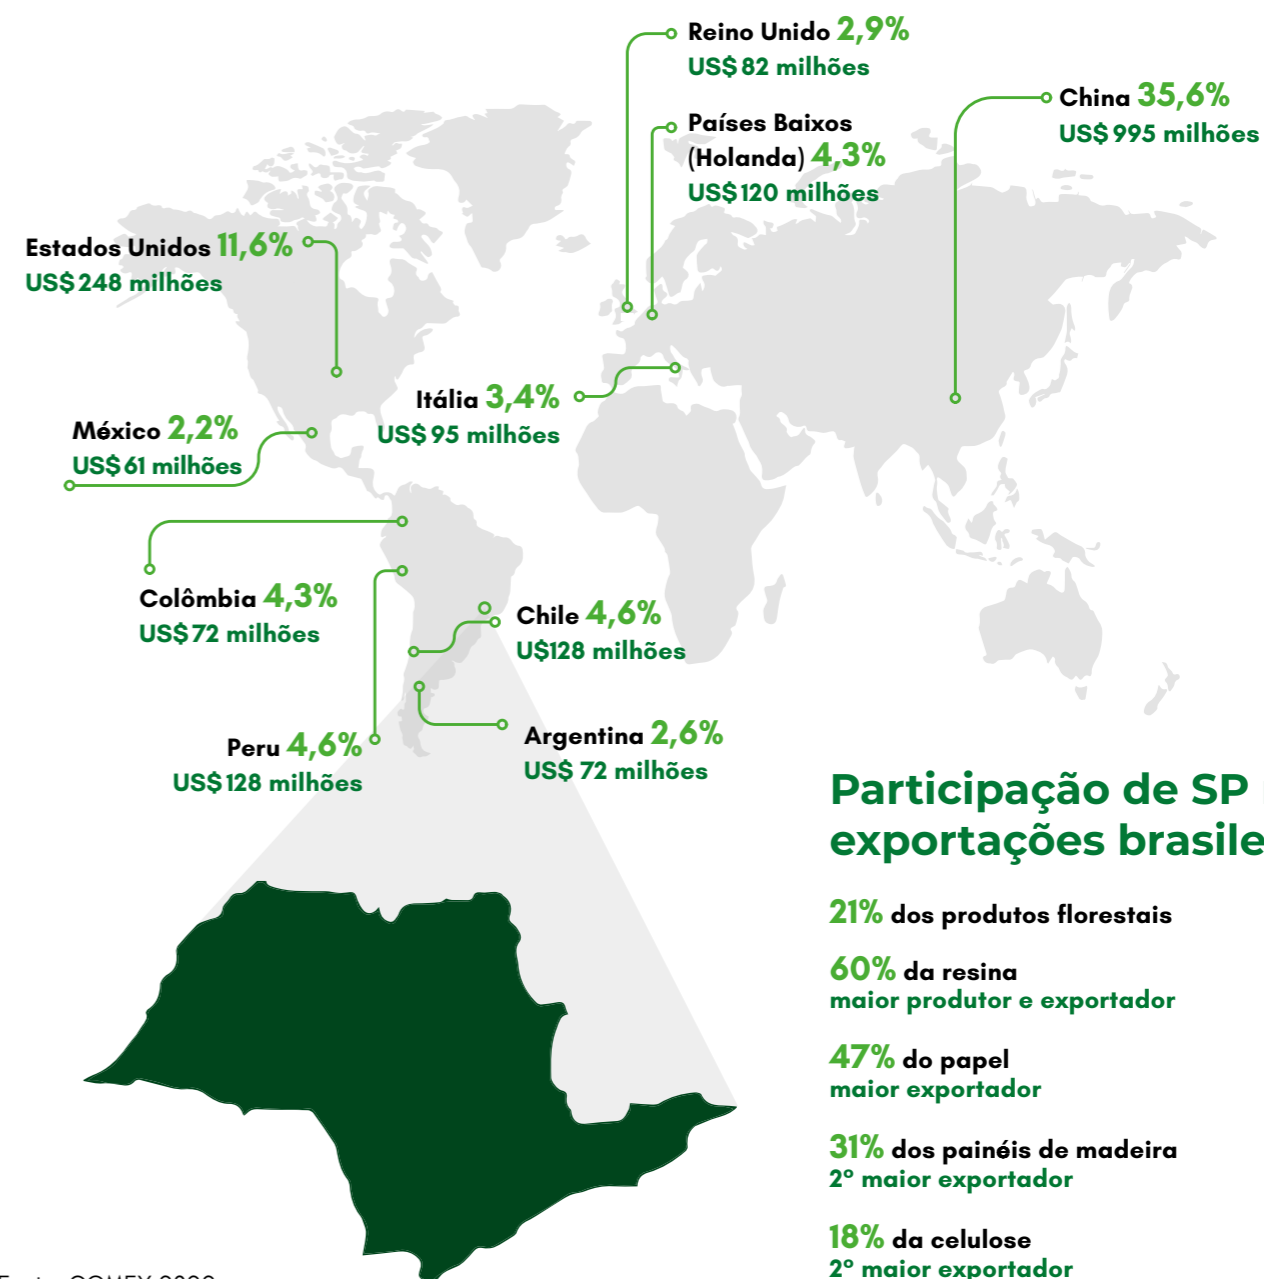 Reino Unido 2,9%
US$ 82 milhões
China 35,6%
US$ 995 milhões
Países Baixos
(Holanda) 4,3%
US$ 120 milhões
Estados Unidos 11,6%
US$ 248 milhões
Itália 3,4%
US$ 95 milhões
México 2,2%
US$ 61 milhões
Colômbia 4,3%
US$ 72 milhões
Chile 4,6%
U$128 milhões
Peru 4,6%
US$ 128 milhões
Argentina 2,6%
US$ 72 milhões
Participação de SP
exportações brasile
21% dos produtos florestais
60% da resina
maior produtor e exportador
47% do papel
maior exportador
31% dos painéis de madeira
2º maior exportador
18% da celulose
2º maior exportador